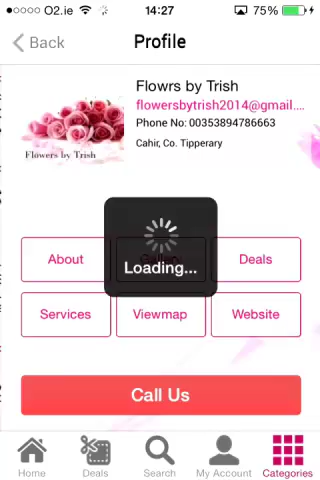 O2.ie 14:27 75%
Back Profile
Flowrs by Trish
flowersbytrish2014@gmail....
Phone No: 00353894786663
Cahir, Co. Tipperary
Flowers by Trish
About Deals
Loading...
Services Viewmap Website
Call Us
Home Deals Search My Account Categories